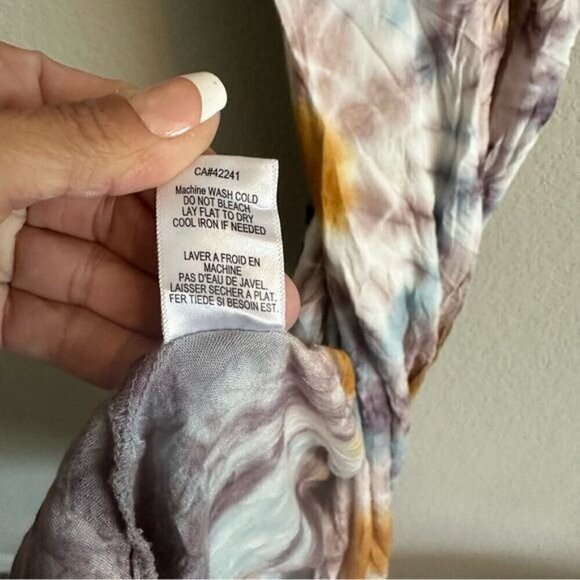 CA#42241
Machine WASH COLD
DO NOT BLEACH
LAY FLAT TO DRY
COOL IRON IF NEEDED
LAVER A FROID EN
MACHINE
PAS D'EAU DE JAVEL.
LAISSER SECHER A PLAT.
FER TIEDE SI BESOIN EST.